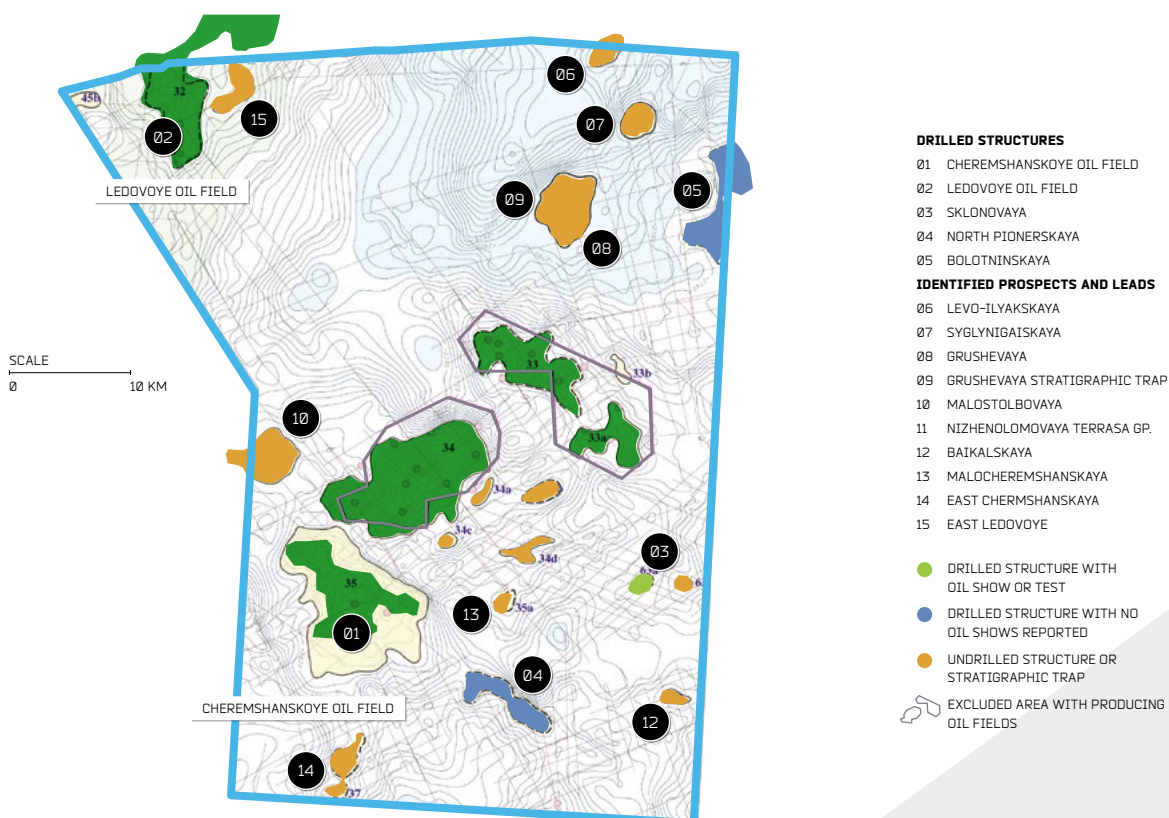 45b
32
06
15
07
02
05
LEDOVOYE OIL FIELD
09
08
SCALE
0
10 KM
33
33b
10
33a
34
34a
34c
34d
03
63a
35
35a
13
01
04
CHEREMSHANSKOYE OIL FIELD
12
14
37
DRILLED STRUCTURES
01 CHEREMSHANSKOYE OIL FIELD
02 LEDOVOYE OIL FIELD
03 SKLONOVAYA
04 NORTH PIONERSKAYA
05 BOLOTNINSKAYA
IDENTIFIED PROSPECTS AND LEADS
06 LEVO-ILYAKSKAYA
07 SYGLYNIGAISKAYA
08 GRUSHEVAYA
09 GRUSHEVAYA STRATIGRAPHIC TRAP
10 MALOSTOLBOVAYA
11 NIZHENOLOMOVAYA TERRASA GP.
12 BAIKALSKAYA
13 MALOCHEREMSHANSKAYA
14 EAST CHERMSHANSKAYA
15 EAST LEDOVOYE
DRILLED STRUCTURE WITH
OIL SHOW OR TEST
DRILLED STRUCTURE WITH NO
OIL SHOWS REPORTED
UNDRILLED STRUCTURE OR
STRATIGRAPHIC TRAP
EXCLUDED AREA WITH PRODUCING
OIL FIELDS